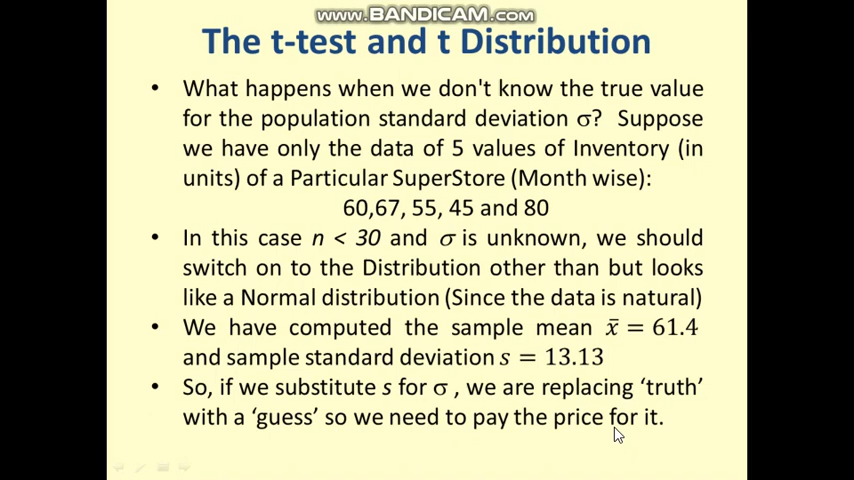 www.BANDICAM.com
The t-test and t Distribution
• What happens when we don't know the true value
for the population standard deviation σ? Suppose
we have only the data of 5 values of Inventory (in
units) of a Particular SuperStore (Month wise):
60,67, 55, 45 and 80
• In this case n < 30 and σ is unknown, we should
switch on to the Distribution other than but looks
like a Normal distribution (Since the data is natural)
• We have computed the sample mean x̄ = 61.4
and sample standard deviation s = 13.13
• So, if we substitute s for σ , we are replacing ‘truth’
with a ‘guess’ so we need to pay the price for it.